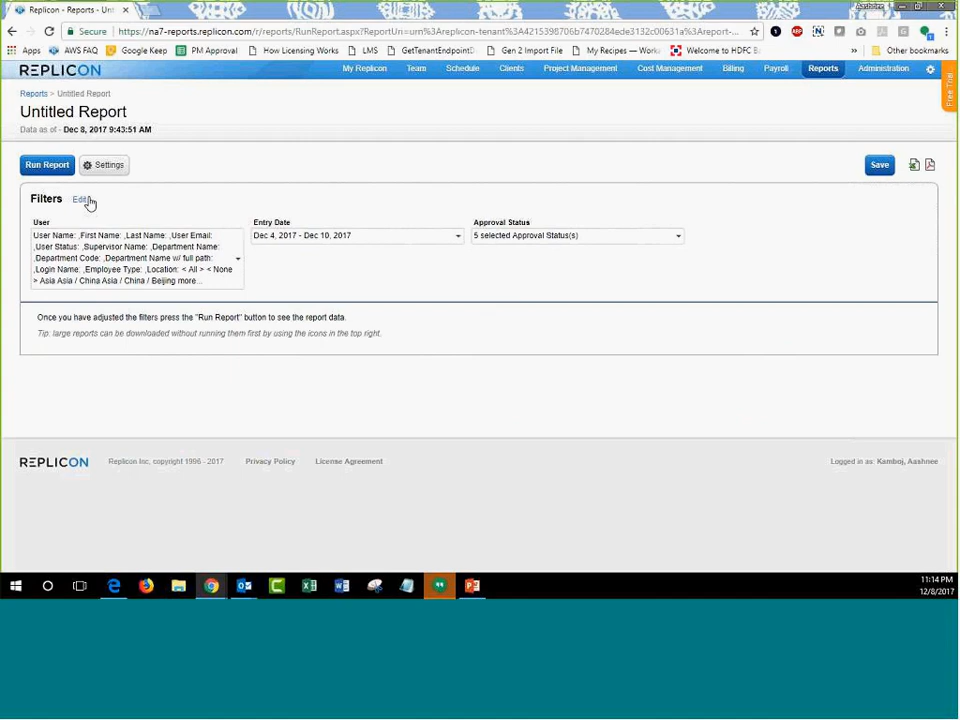 Replicon - Reports - Unt
Aashnee
Secure
https://na7-reports.replicon.com/r/reports/RunReport.aspx?ReportUri=urn%3Areplicon-tenant%3A4215398706b7470284ede3132c00631a%3Areport-...
Apps
AWS FAQ
Google Keep
PM Approval
How Licensing Works
LMS
GetTenantEndpointD
Gen 2 Import File
My Recipes — Worka
Welcome to HDFC Ba
»
Other bookmarks
REPLICON
My Replicon
Team
Schedule
Clients
Project Management
Cost Management
Billing
Payroll
Reports
Administration
Free Trial
Reports > Untitled Report
Untitled Report
Data as of - Dec 8, 2017 9:43:51 AM
Run Report
Settings
Save
Filters
Edit
User
Entry Date
Approval Status
User Name: ,First Name: ,Last Name: ,User Email:
,User Status: ,Supervisor Name: ,Department Name:
,Department Code: ,Department Name w/ full path:
,Login Name: ,Employee Type: ,Location: < All > < None
> Asia Asia / China Asia / China / Beijing more...
Dec 4, 2017 - Dec 10, 2017
5 selected Approval Status(s)
Once you have adjusted the filters press the "Run Report" button to see the report data.
Tip: large reports can be downloaded without running them first by using the icons in the top right.
REPLICON
Replicon Inc, copyright 1996 - 2017
Privacy Policy
License Agreement
Logged in as: Kamboj, Aashnee
11:14 PM
12/8/2017